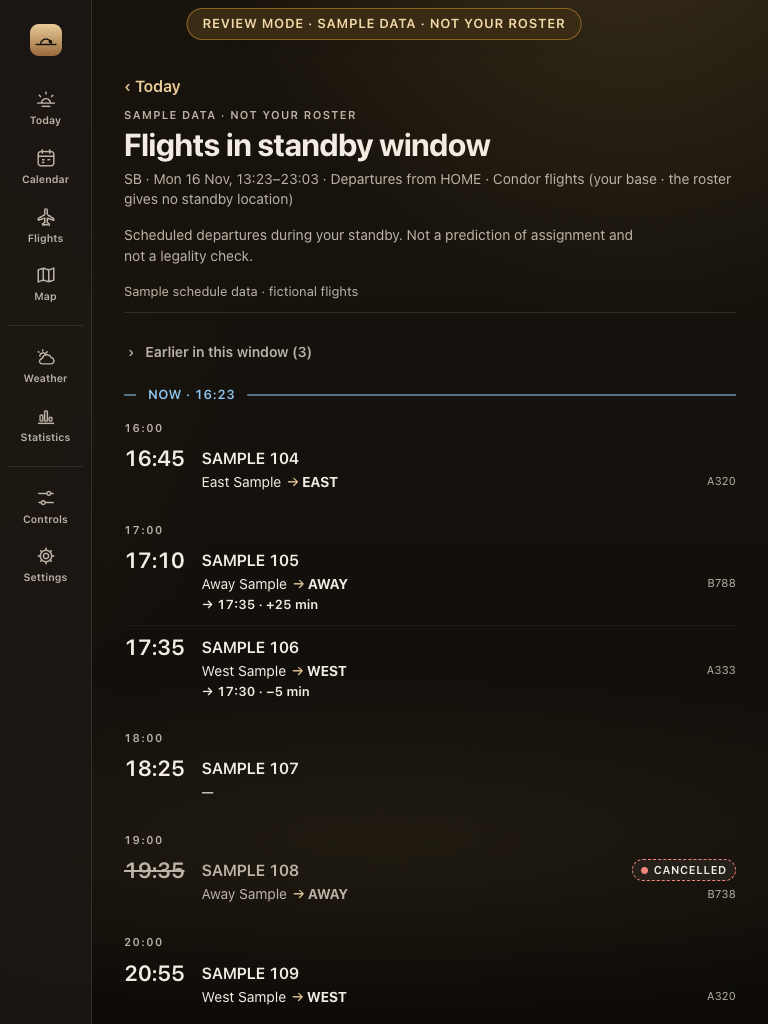 REVIEW MODE · SAMPLE DATA · NOT YOUR ROSTER
Today
Calendar
Flights
Map
Weather
Statistics
Controls
Settings
‹ Today
SAMPLE DATA · NOT YOUR ROSTER
Flights in standby window
SB · Mon 16 Nov, 13:23–23:03 · Departures from HOME · Condor flights (your base · the roster
gives no standby location)
Scheduled departures during your standby. Not a prediction of assignment and
not a legality check.
Sample schedule data · fictional flights
› Earlier in this window (3)
NOW · 16:23
16:00
16:45 SAMPLE 104
East Sample → EAST A320
17:00
17:10 SAMPLE 105
Away Sample → AWAY B788
→ 17:35 · +25 min
17:35 SAMPLE 106
West Sample → WEST A333
→ 17:30 · −5 min
18:00
18:25 SAMPLE 107
—
19:00
19:35 SAMPLE 108 CANCELLED
Away Sample → AWAY B738
20:00
20:55 SAMPLE 109
West Sample → WEST A320